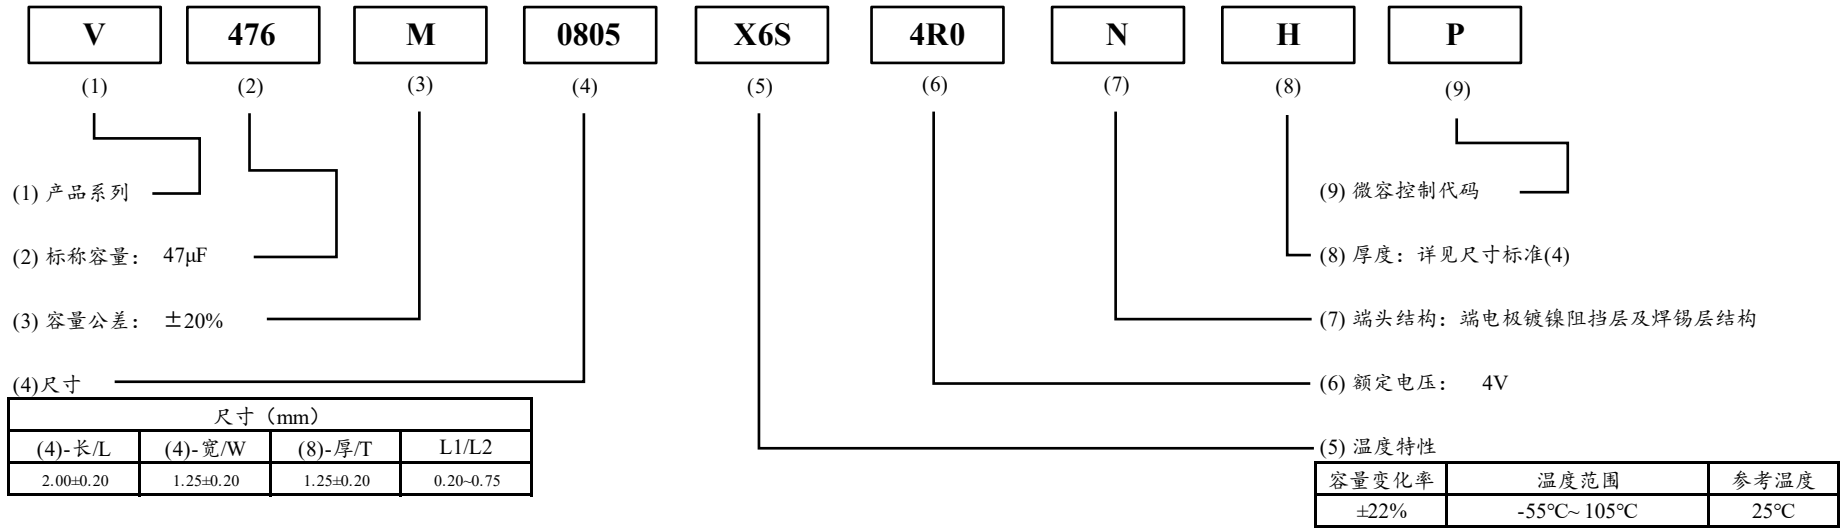 V 476 M 0805 X6S 4R0 N H P
(1) (2) (3) (4) (5) (6) (7) (8) (9)
(1) 产品系列
(9) 微容控制代码
(2) 标称容量： 47μF
(8) 厚度：详见尺寸标准(4)
(3) 容量公差： ±20%
(7) 端头结构：端电极镀镍阻挡层及焊锡层结构
(4)尺寸
(6) 额定电压： 4V
尺寸（mm）
(4)-长/L (4)-宽/W (8)-厚/T L1/L2
2.00±0.20 1.25±0.20 1.25±0.20 0.20~0.75
(5) 温度特性
容量变化率 温度范围 参考温度
±22% -55℃~ 105℃ 25℃